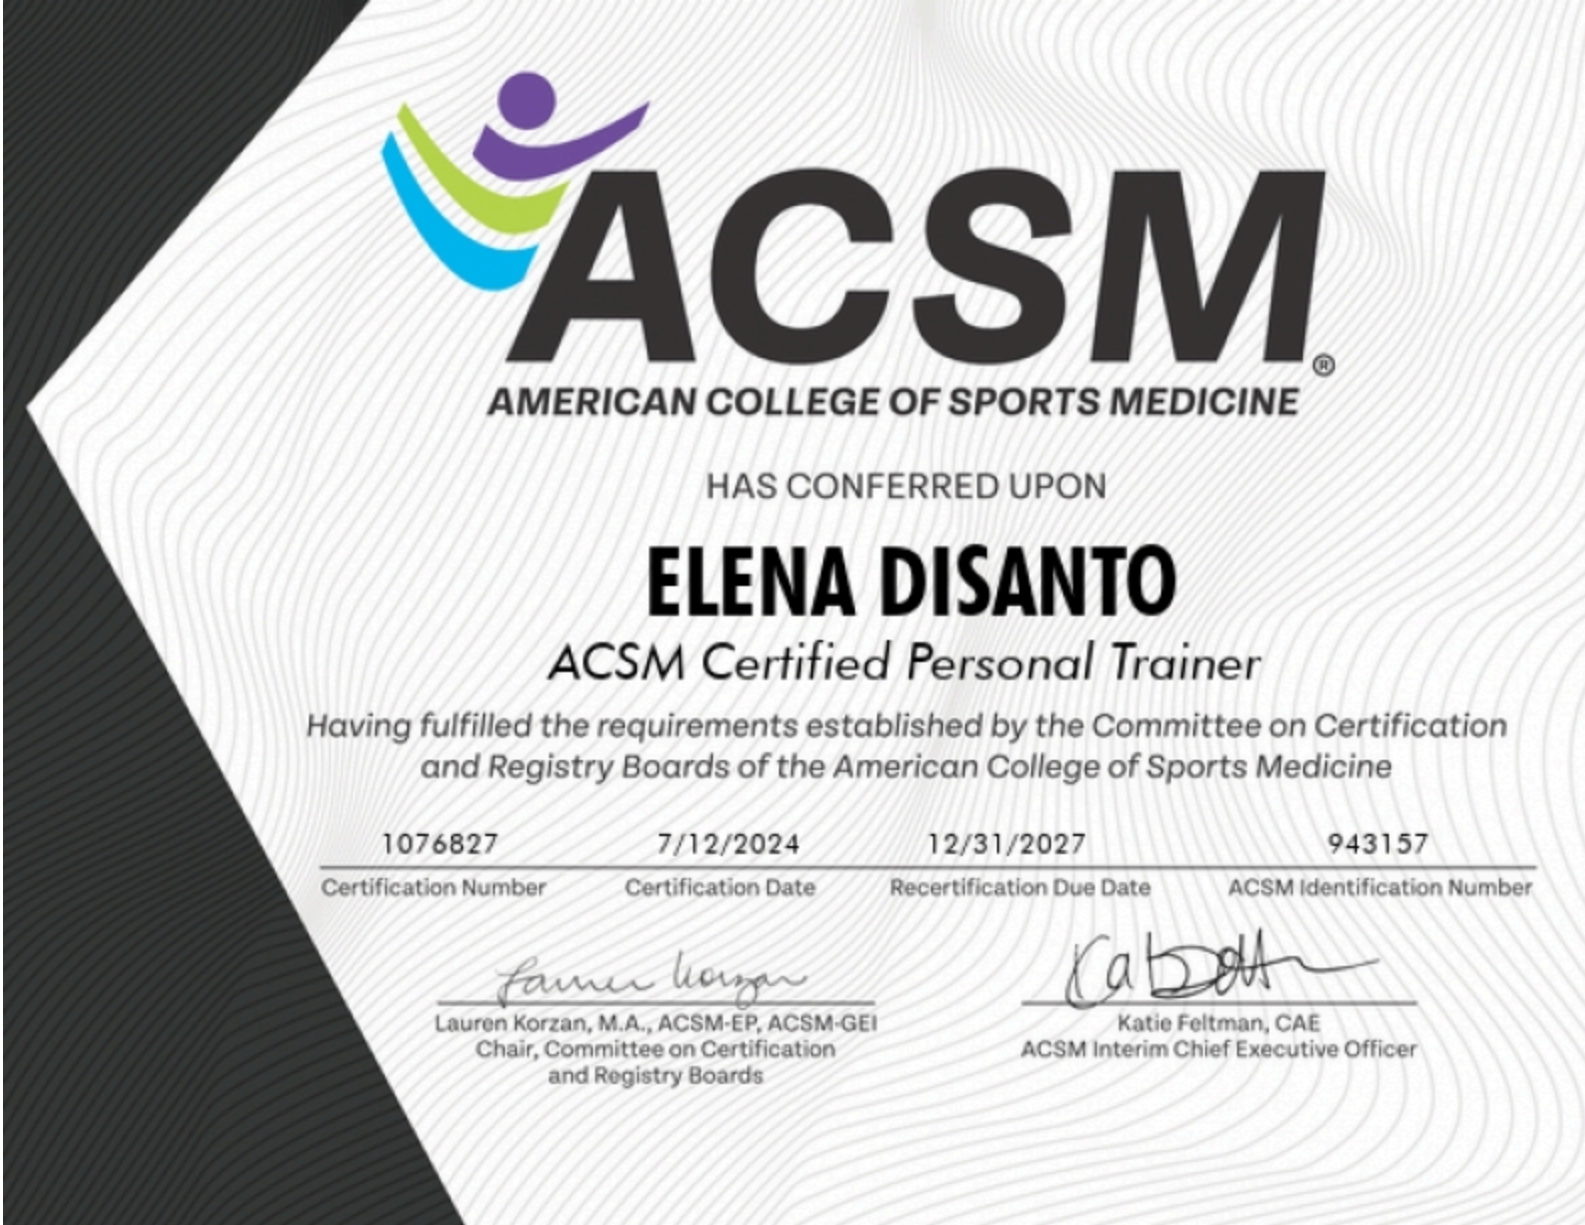 ACSM®
AMERICAN COLLEGE OF SPORTS MEDICINE
HAS CONFERRED UPON
ELENA DISANTO
ACSM Certified Personal Trainer
Having fulfilled the requirements established by the Committee on Certification
and Registry Boards of the American College of Sports Medicine
1076827 7/12/2024 12/31/2027 943157
Certification Number Certification Date Recertification Due Date ACSM Identification Number
Lauren Korzan
Lauren Korzan, M.A., ACSM-EP, ACSM-GEI
Chair, Committee on Certification
and Registry Boards
Katie Feltman, CAE
ACSM Interim Chief Executive Officer